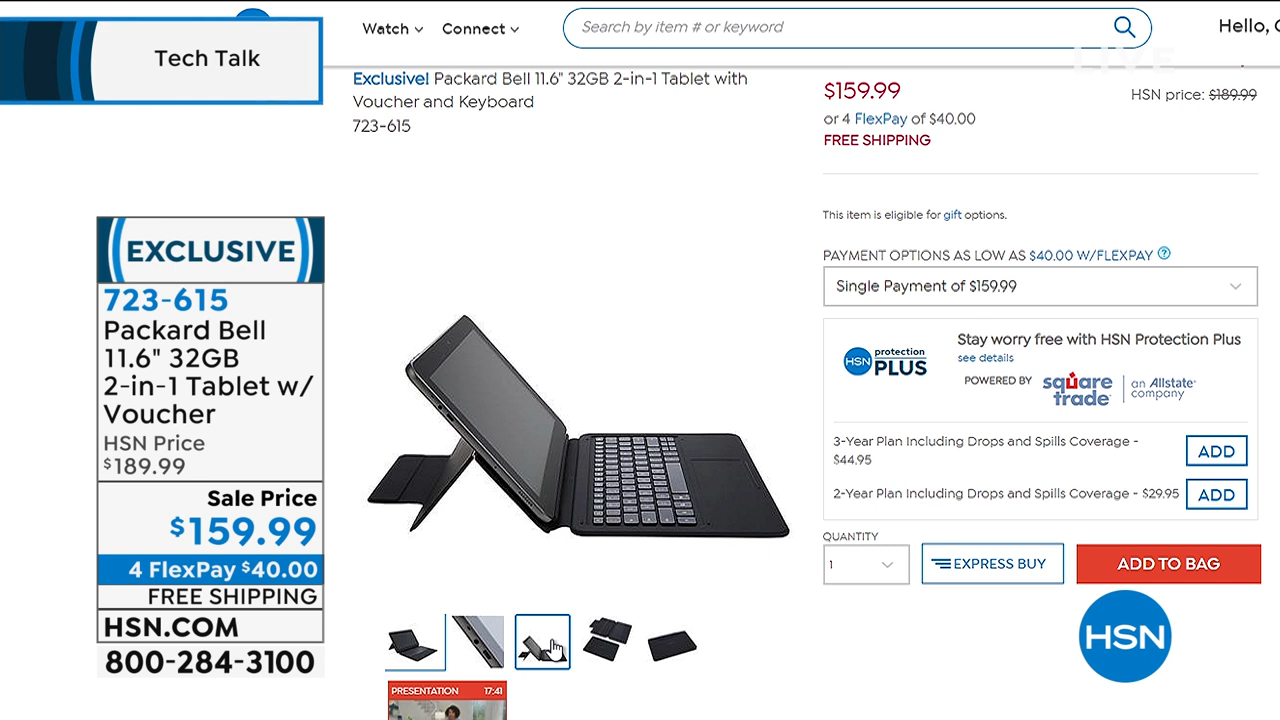 Tech Talk
Watch
Connect
Search by item # or keyword
Hello,
LIVE
Exclusive! Packard Bell 11.6" 32GB 2-in-1 Tablet with
Voucher and Keyboard
723-615
$159.99
HSN price: $189.99
or 4 FlexPay of $40.00
FREE SHIPPING
This item is eligible for gift options.
PAYMENT OPTIONS AS LOW AS $40.00 W/FLEXPAY ?
Single Payment of $159.99
HSN protection PLUS
Stay worry free with HSN Protection Plus
see details
POWERED BY square trade an Allstate company
3-Year Plan Including Drops and Spills Coverage -
$44.95
ADD
2-Year Plan Including Drops and Spills Coverage - $29.95
ADD
QUANTITY
1
EXPRESS BUY
ADD TO BAG
EXCLUSIVE
723-615
Packard Bell
11.6" 32GB
2-in-1 Tablet w/
Voucher
HSN Price
$189.99
Sale Price
$159.99
4 FlexPay $40.00
FREE SHIPPING
HSN.COM
800-284-3100
PRESENTATION 17:41
HSN